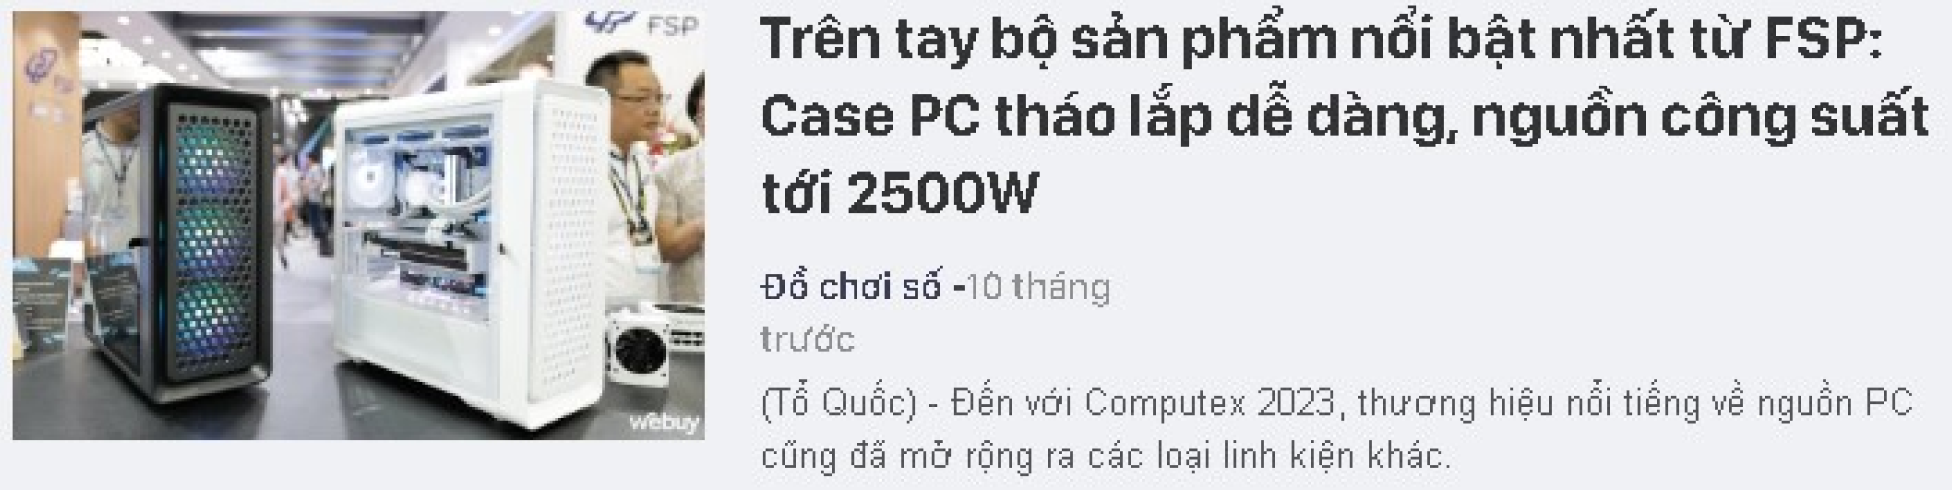 FSP
webuy
Trên tay bộ sản phẩm nổi bật nhất từ FSP:
Case PC tháo lắp dễ dàng, nguồn công suất
tới 2500W
Đồ chơi số -10 tháng
trước
(Tổ Quốc) - Đến với Computex 2023, thương hiệu nổi tiếng về nguồn PC
cũng đã mở rộng ra các loại linh kiện khác.